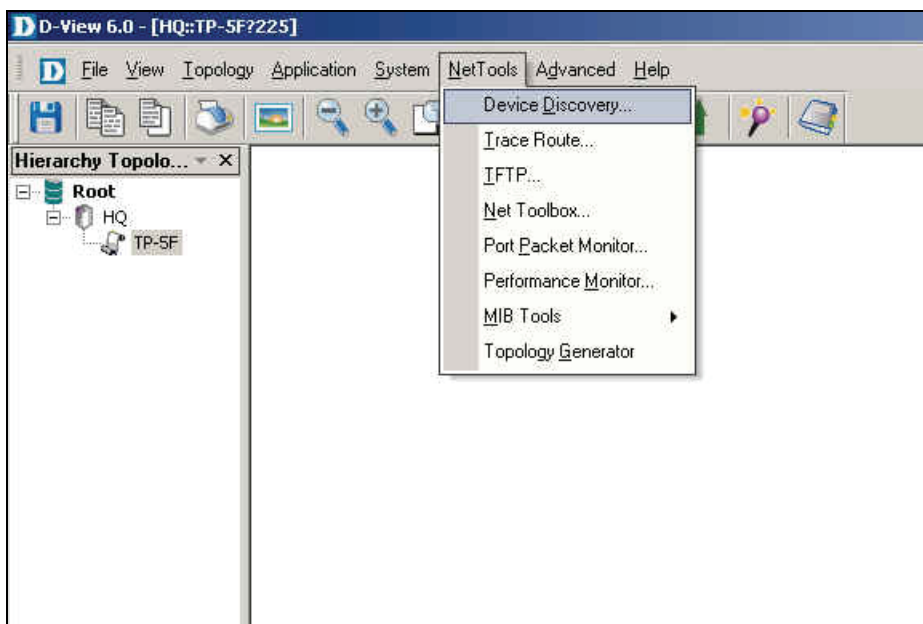 D-View 6.0 - [HQ::TP-5F?225]
File View Topology Application System NetTools Advanced Help
Device Discovery...
Trace Route...
TFTP...
Net Toolbox...
Port Packet Monitor...
Performance Monitor...
MIB Tools
Topology Generator
Hierarchy Topolo...
Root
HQ
TP-5F